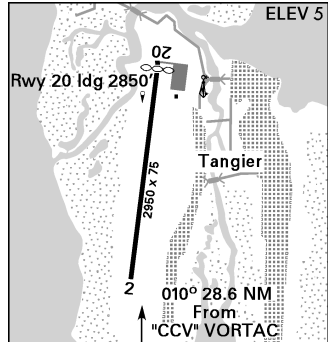 ELEV 5
20
Rwy 20 ldg 2850'
2950 x 75
Tangier
2
010° 28.6 NM
From
"CCV" VORTAC